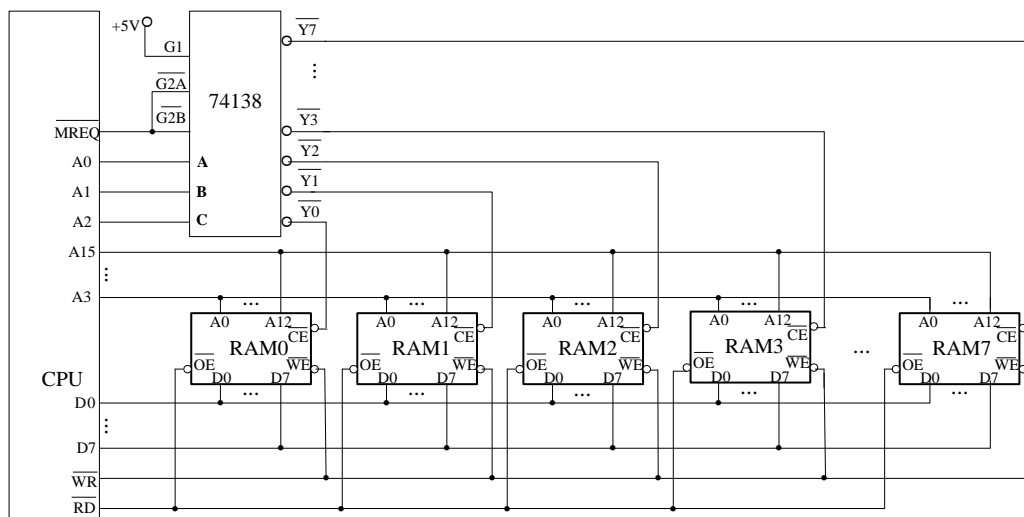 +5V
G1
G2A
G2B
74138
Y7
⋮
Y3
Y2
Y1
Y0
MREQ
A0 A
A1 B
A2 C
A15
⋮
A3
... ... ... ... ...
A0 A12 A0 A12 A0 A12 A0 A12 A0 A12
CE CE CE CE
RAM0 RAM1 RAM2 RAM3 ... RAM7
OE WE OE WE OE WE OE WE OE WE
D0 D7 D0 D7 D0 D7 D0 D7 D0 D7
... ... ... ... ...
CPU
D0
⋮
D7
WR
RD